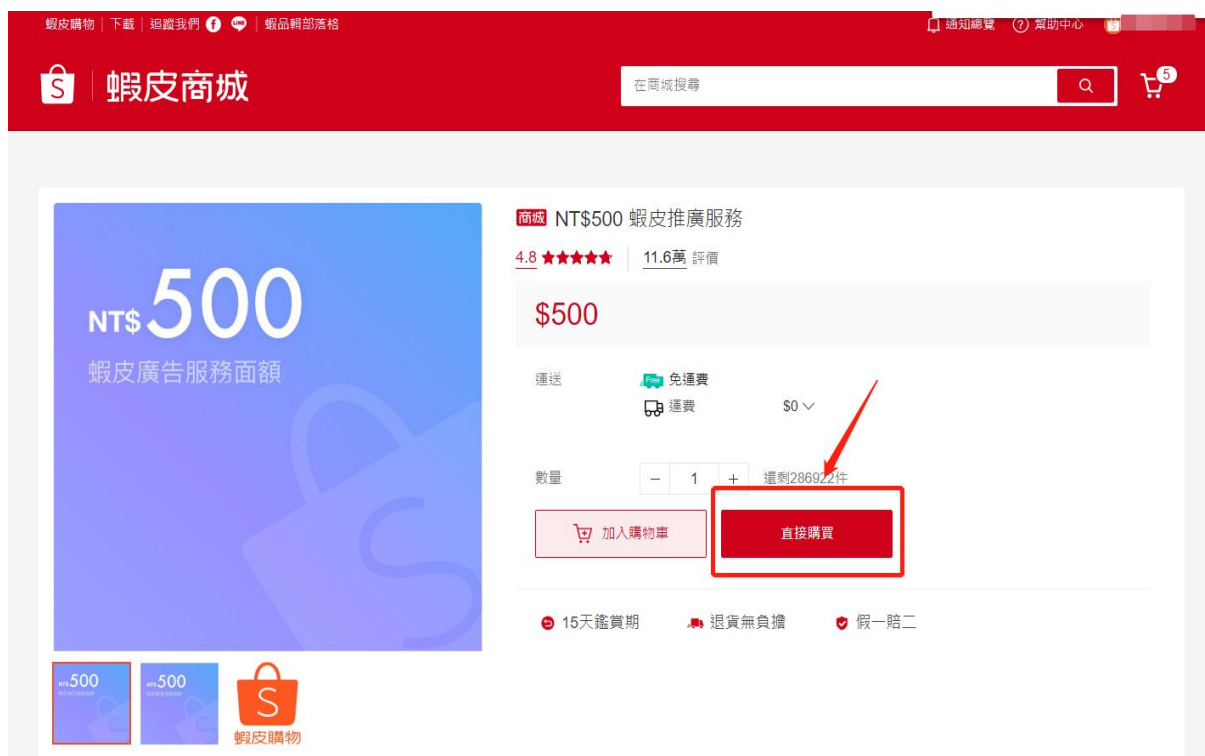 蝦皮購物 | 下載 | 追蹤我們 | 蝦品輯部落格
通知總覽 幫助中心
蝦皮商城
在商城搜尋
5
NT$500
蝦皮廣告服務面額
商城 NT$500 蝦皮推廣服務
4.8 11.6萬 評價
$500
運送 免運費
運費 $0
數量 - 1 + 還剩286922件
加入購物車 直接購買
15天鑑賞期 退貨無負擔 假一賠二
NT$500
NT$500
蝦皮購物